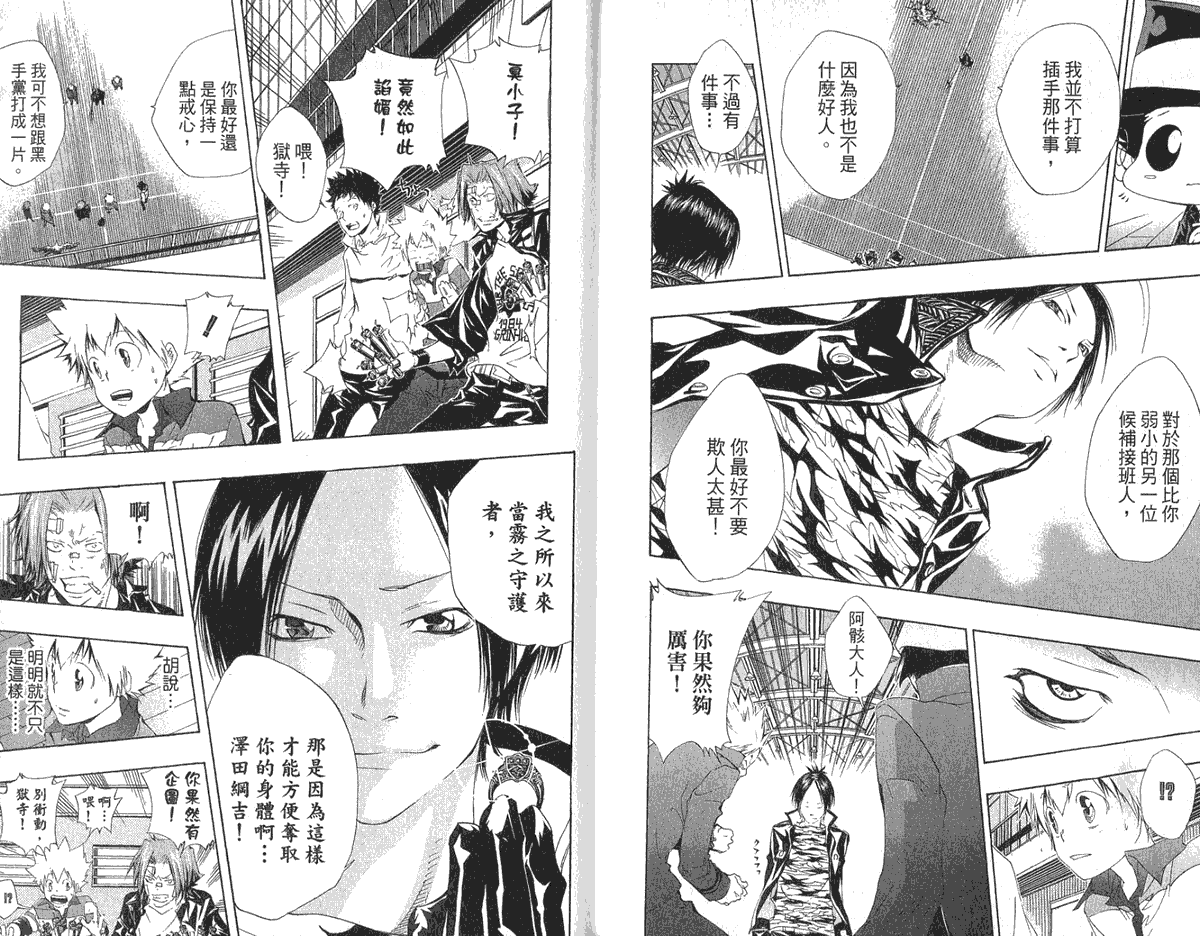 我並不打算
插手那件事，
因為我也不是
什麼好人。
不過有
件事…
對於那個比你
弱小的另一位
候補接班人，
你最好不要
欺人太甚！
!?
阿骸大人！
你果然夠
厲害！
クラァァァ
臭小子！
竟然如此
諂媚！
喂！
獄寺！
你最好還
是保持一
點戒心，
我可不想跟黑
手黨打成一片。
！
我之所以來
當霧之守護
者，
那是因為這樣
才能方便奪取
你的身體啊…
澤田綱吉！
啊！
胡說…
明明就不只
是這樣……
你果然有
企圖！
啊…
喂…！
別衝動，
獄寺！
!?